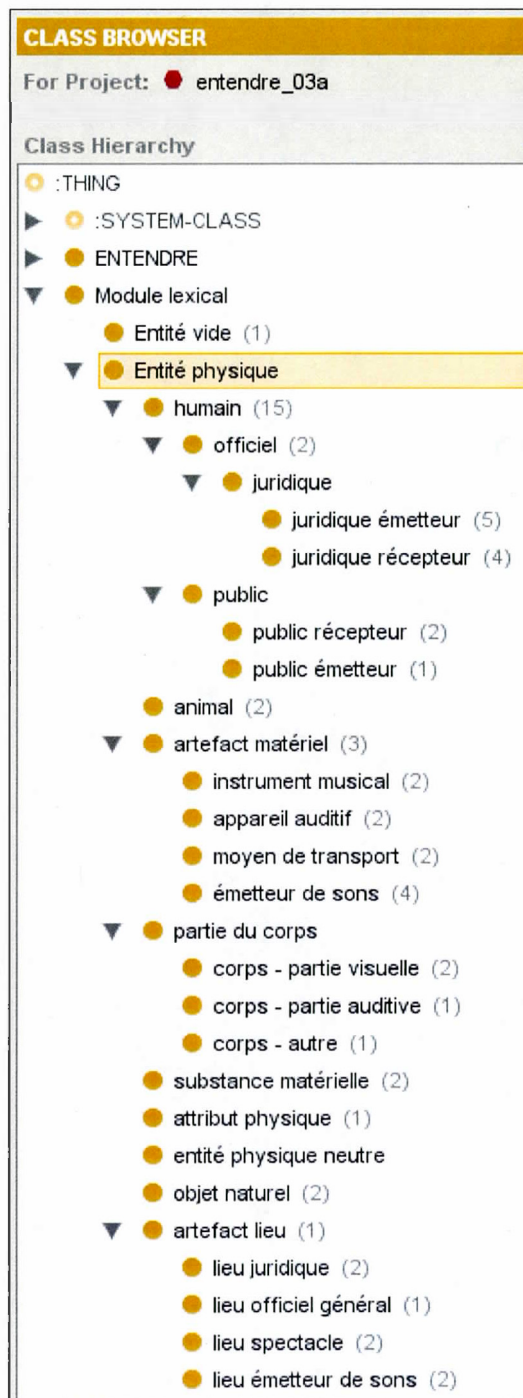 CLASS BROWSER
For Project: entendre_03a
Class Hierarchy
:THING
:SYSTEM-CLASS
ENTENDRE
Module lexical
Entité vide (1)
Entité physique
humain (15)
officiel (2)
juridique
juridique émetteur (5)
juridique récepteur (4)
public
public récepteur (2)
public émetteur (1)
animal (2)
artefact matériel (3)
instrument musical (2)
appareil auditif (2)
moyen de transport (2)
émetteur de sons (4)
partie du corps
corps - partie visuelle (2)
corps - partie auditive (1)
corps - autre (1)
substance matérielle (2)
attribut physique (1)
entité physique neutre
objet naturel (2)
artefact lieu (1)
lieu juridique (2)
lieu officiel général (1)
lieu spectacle (2)
lieu émetteur de sons (2)